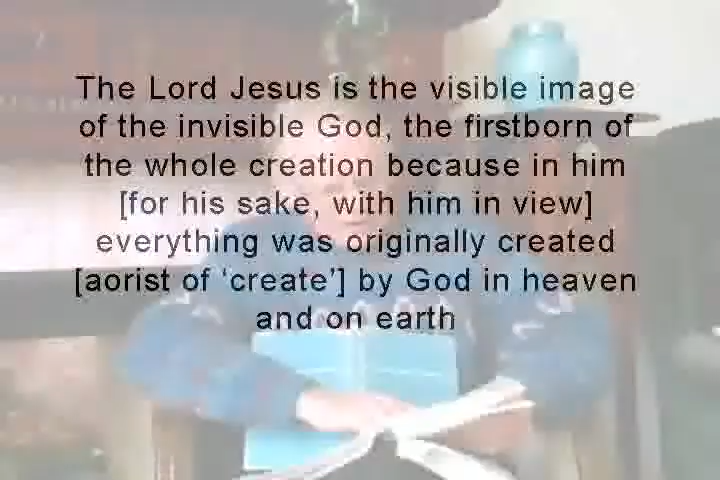 The Lord Jesus is the visible image
of the invisible God, the firstborn of
the whole creation because in him
[for his sake, with him in view]
everything was originally created
[aorist of ‘create’] by God in heaven
and on earth